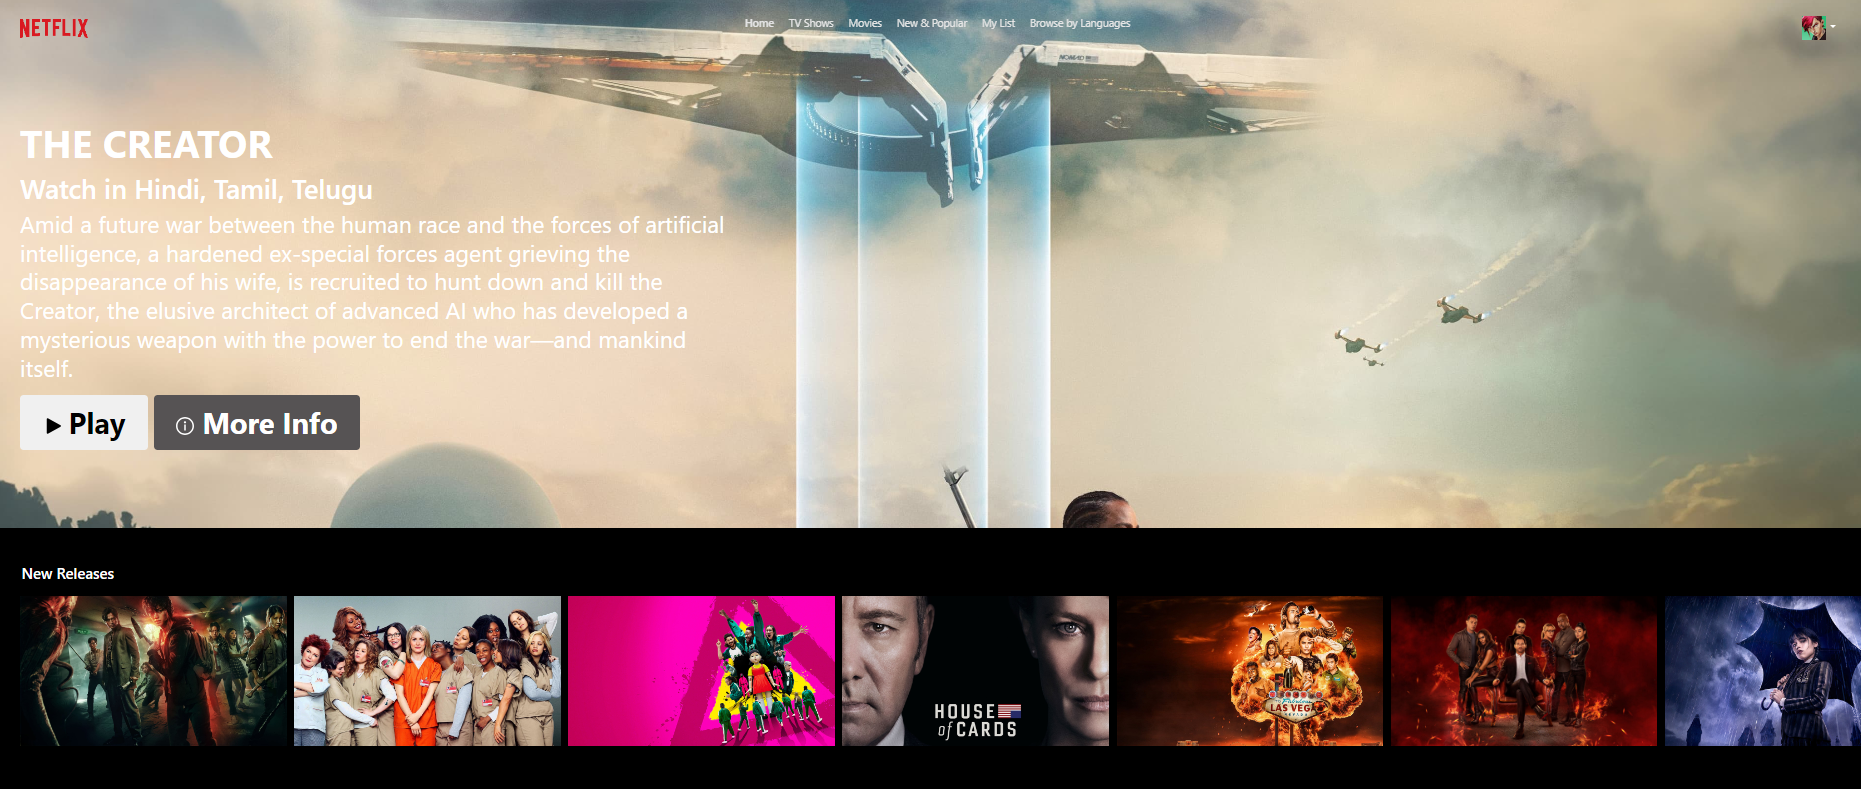 NETFLIX
Home TV Shows Movies New & Popular My List Browse by Languages
NOMAD
THE CREATOR
Watch in Hindi, Tamil, Telugu
Amid a future war between the human race and the forces of artificial
intelligence, a hardened ex-special forces agent grieving the
disappearance of his wife, is recruited to hunt down and kill the
Creator, the elusive architect of advanced AI who has developed a
mysterious weapon with the power to end the war—and mankind
itself.
Play More Info
New Releases
HOUSE
of CARDS
Fabulous
LAS VEGAS
NEVADA